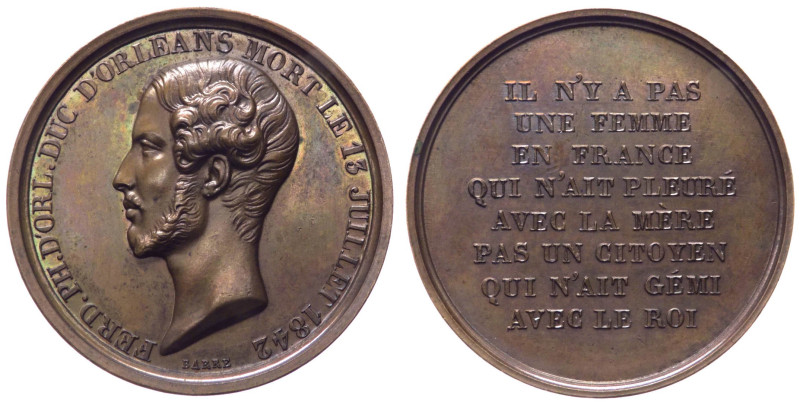 FERD. PH. D'ORL. DUC D'ORLEANS MORT LE 13 JUILLET 1842
BARRE
IL N'Y A PAS
UNE FEMME
EN FRANCE
QUI N'AIT PLEURÉ
AVEC LA MÈRE
PAS UN CITOYEN
QUI N'AIT GÉMI
AVEC LE ROI